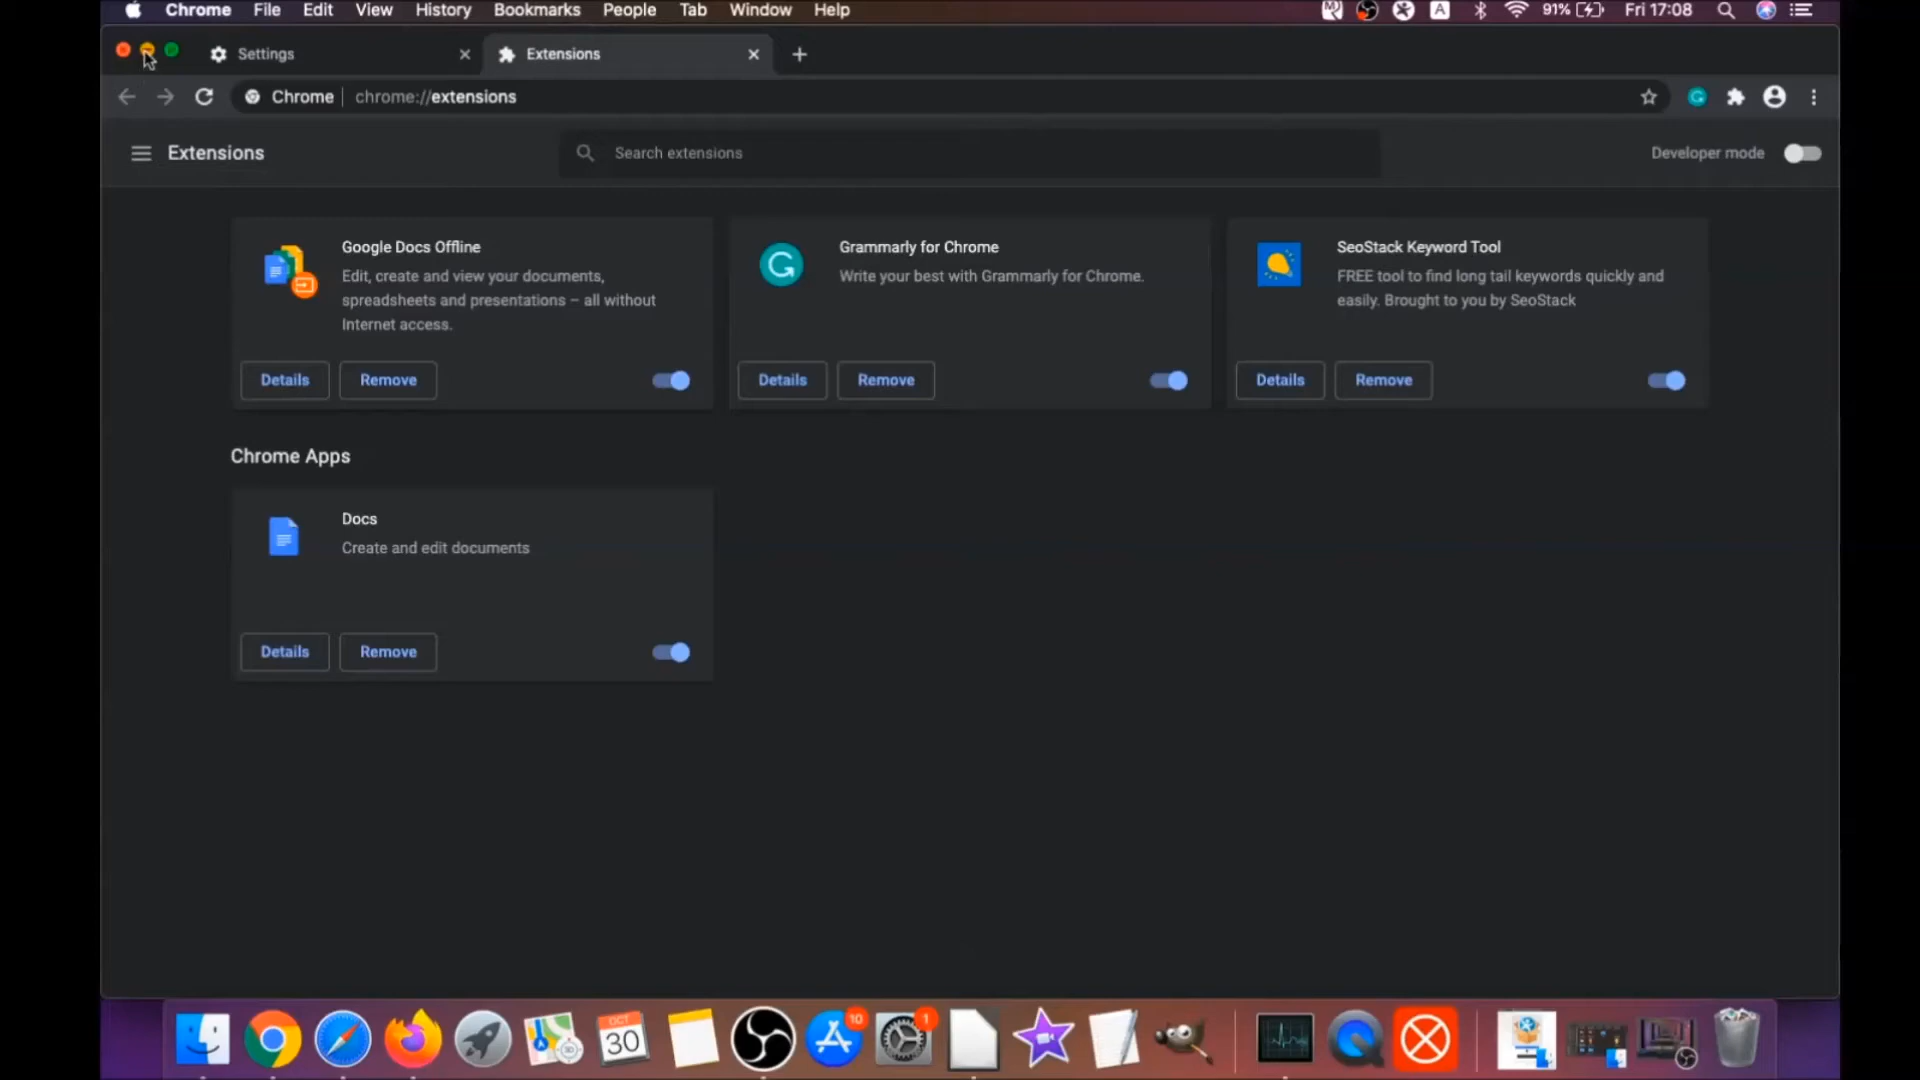 Chrome File Edit View History Bookmarks People Tab Window Help
A 91% Fri 17:08
Settings Extensions
Chrome chrome://extensions
Extensions Search extensions Developer mode
Google Docs Offline
Edit, create and view your documents,
spreadsheets and presentations – all without
Internet access.
Details Remove
Grammarly for Chrome
Write your best with Grammarly for Chrome.
Details Remove
SeoStack Keyword Tool
FREE tool to find long tail keywords quickly and
easily. Brought to you by SeoStack
Details Remove
Chrome Apps
Docs
Create and edit documents
Details Remove
OCT
30
10
1